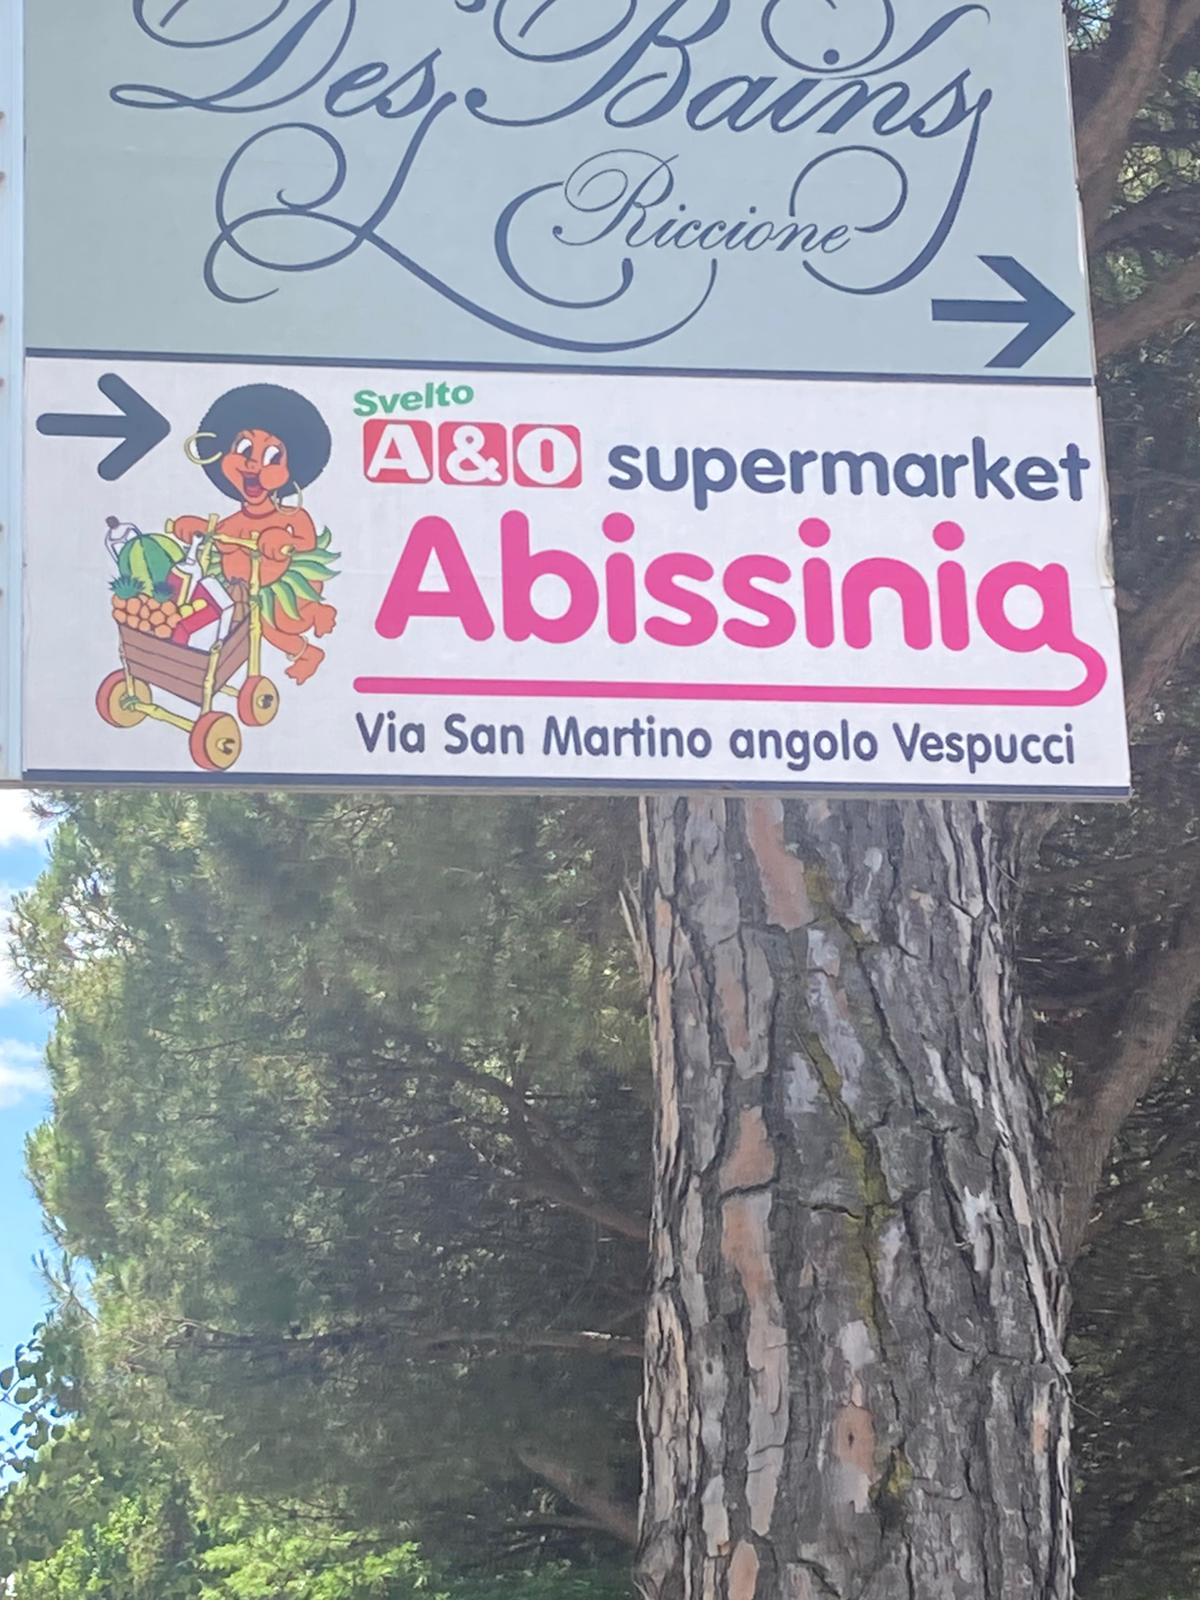 Des Bains
Riccione
Svelto
A&O supermarket
Abissinia
Via San Martino angolo Vespucci